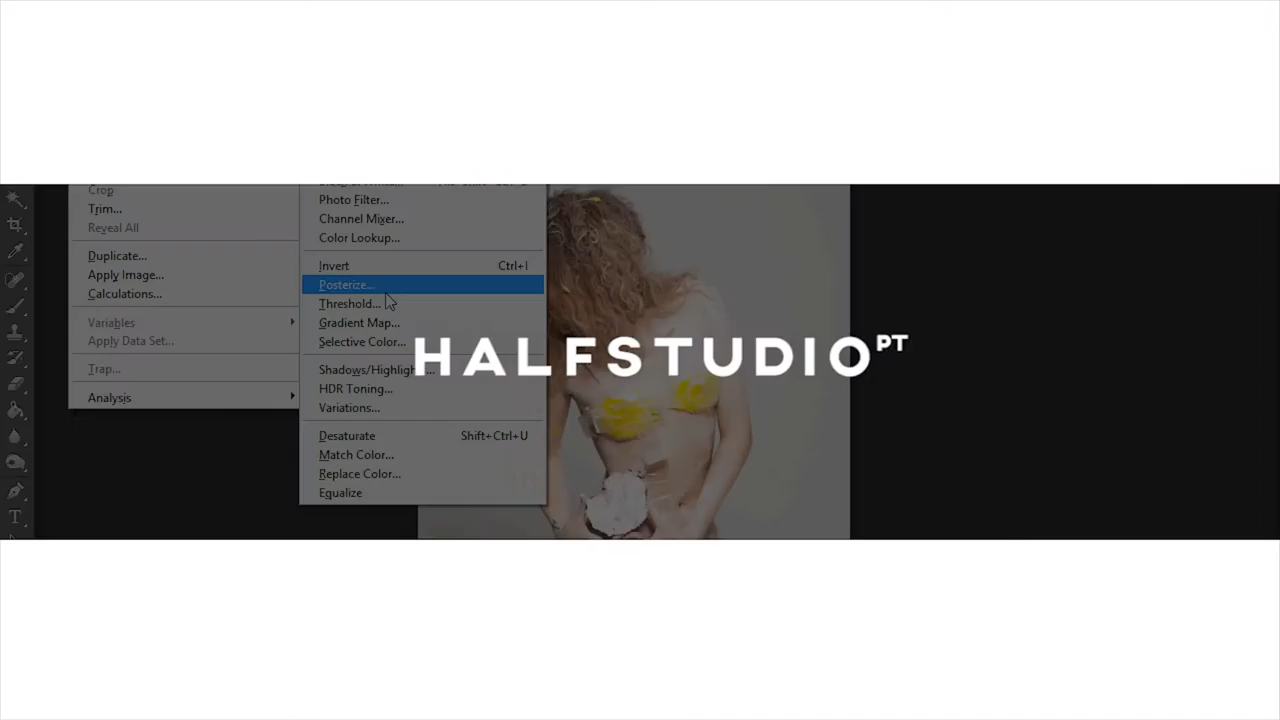 Crop
Trim...
Reveal All
Duplicate...
Apply Image...
Calculations...
Variables
Apply Data Set...
Trap...
Analysis
Photo Filter...
Channel Mixer...
Color Lookup...
Invert Ctrl+I
Posterize...
Threshold...
Gradient Map...
Selective Color...
Shadows/Highlights...
HDR Toning...
Variations...
Desaturate Shift+Ctrl+U
Match Color...
Replace Color...
Equalize
HALFSTUDIO PT